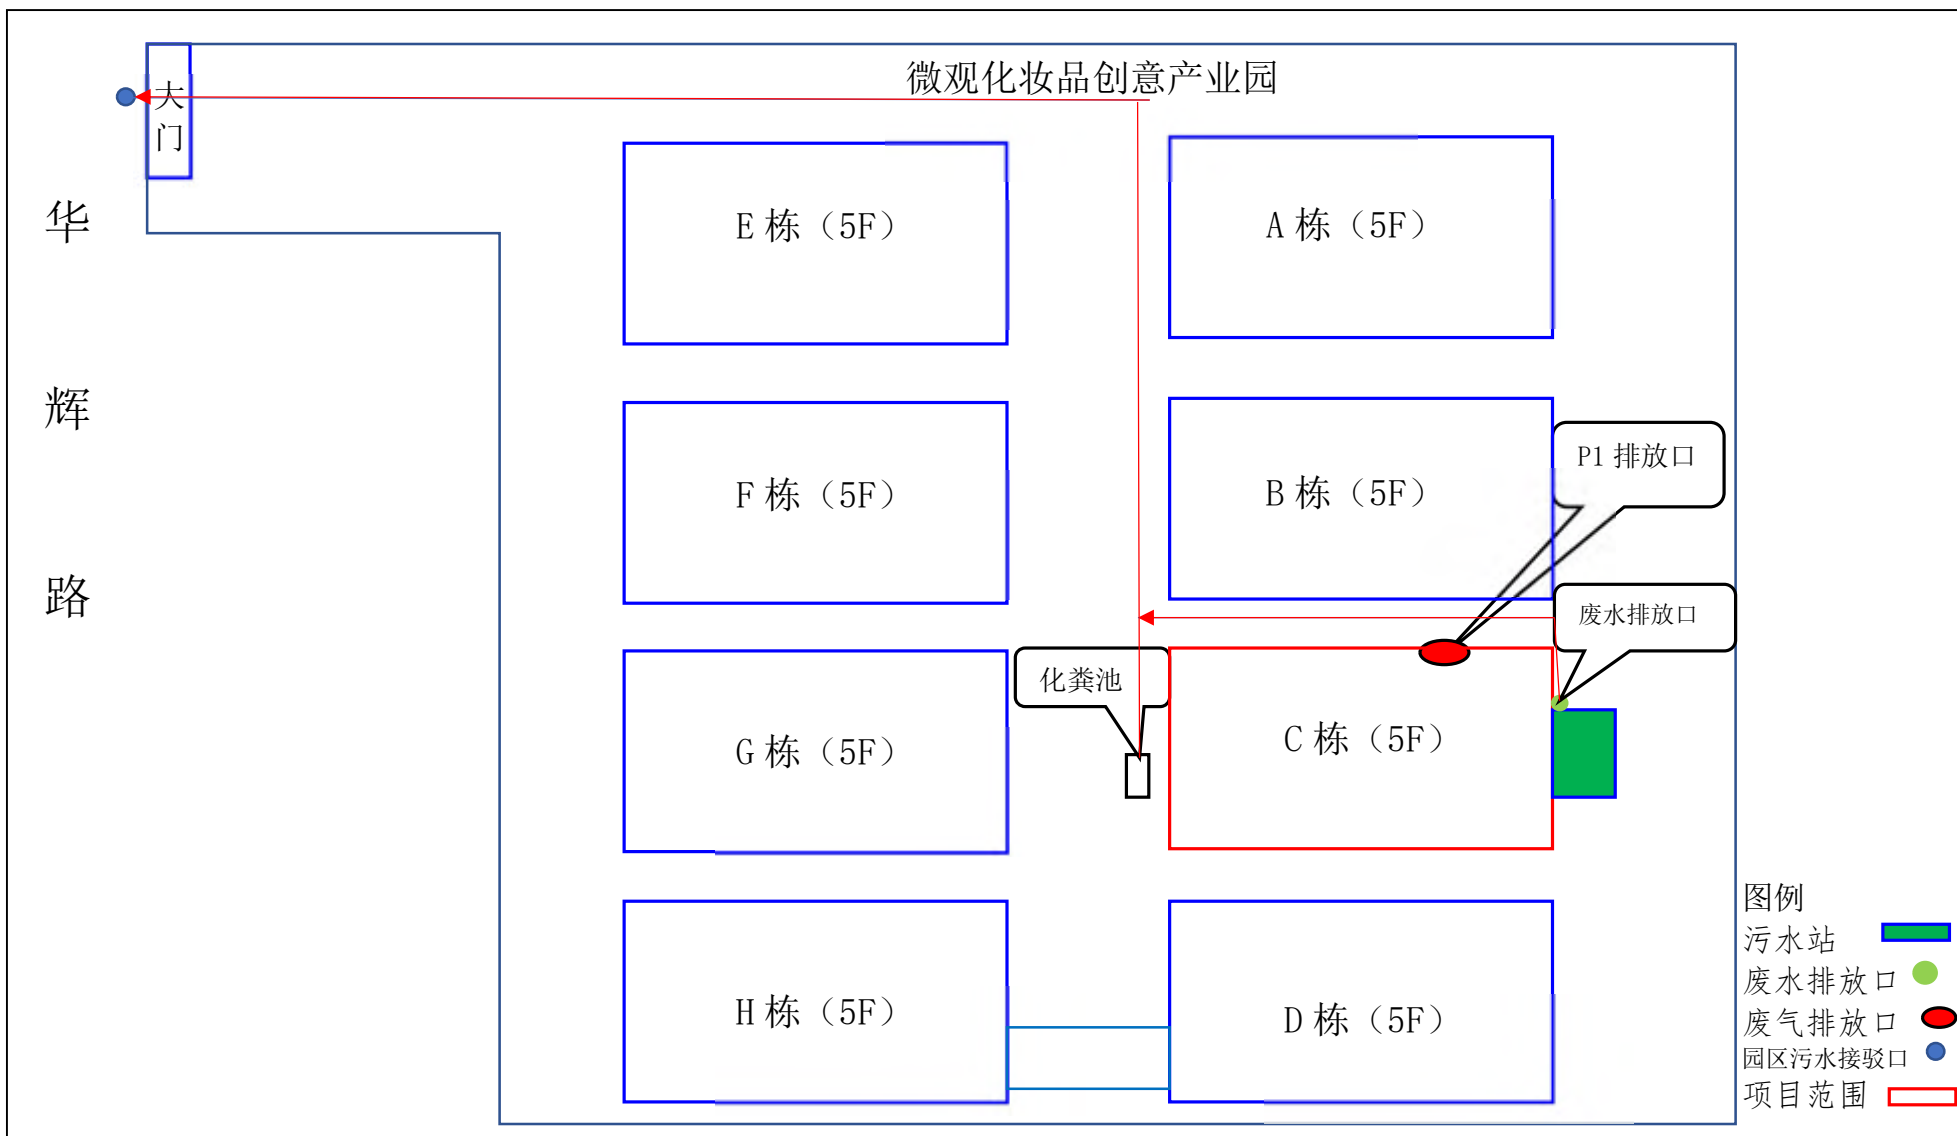 微观化妆品创意产业园
大
门
华
辉
路
E 栋（5F）
A 栋（5F）
F 栋（5F）
B 栋（5F）
P1 排放口
废水排放口
化粪池
G 栋（5F）
C 栋（5F）
H 栋（5F）
D 栋（5F）
图例
污水站
废水排放口
废气排放口
园区污水接驳口
项目范围